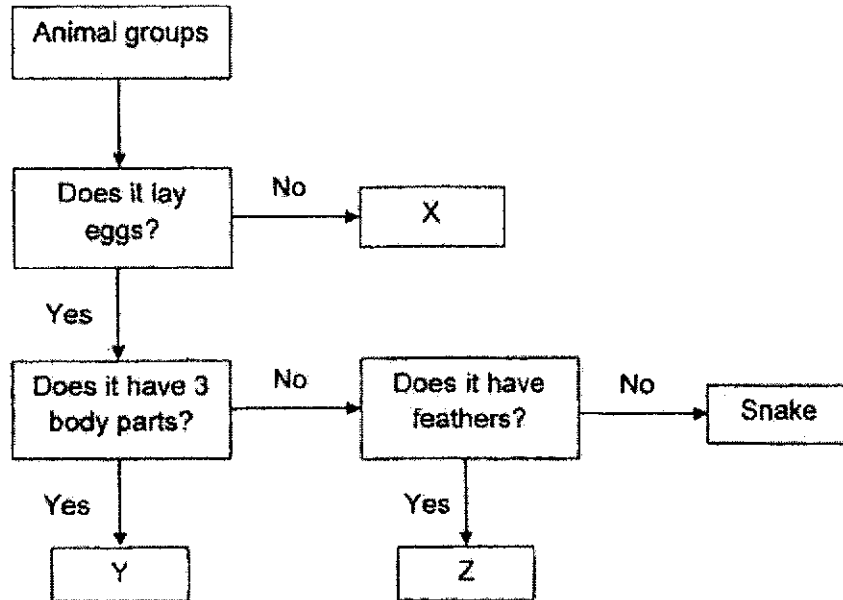 Animal groups
Does it lay
eggs?
No
X
Yes
Does it have 3
body parts?
No
Does it have
feathers?
No
Snake
Yes
Yes
Y
Z